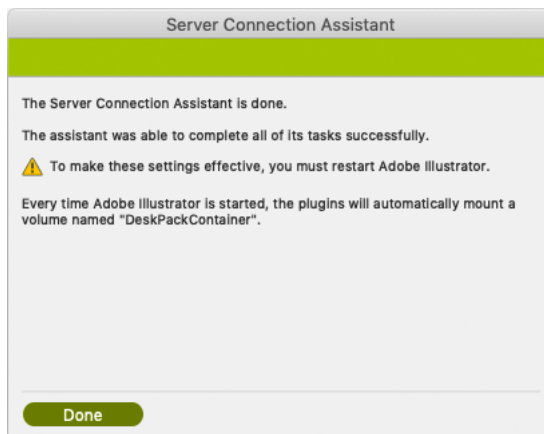 Server Connection Assistant
The Server Connection Assistant is done.
The assistant was able to complete all of its tasks successfully.
To make these settings effective, you must restart Adobe Illustrator.
Every time Adobe Illustrator is started, the plugins will automatically mount a
volume named "DeskPackContainer".
Done